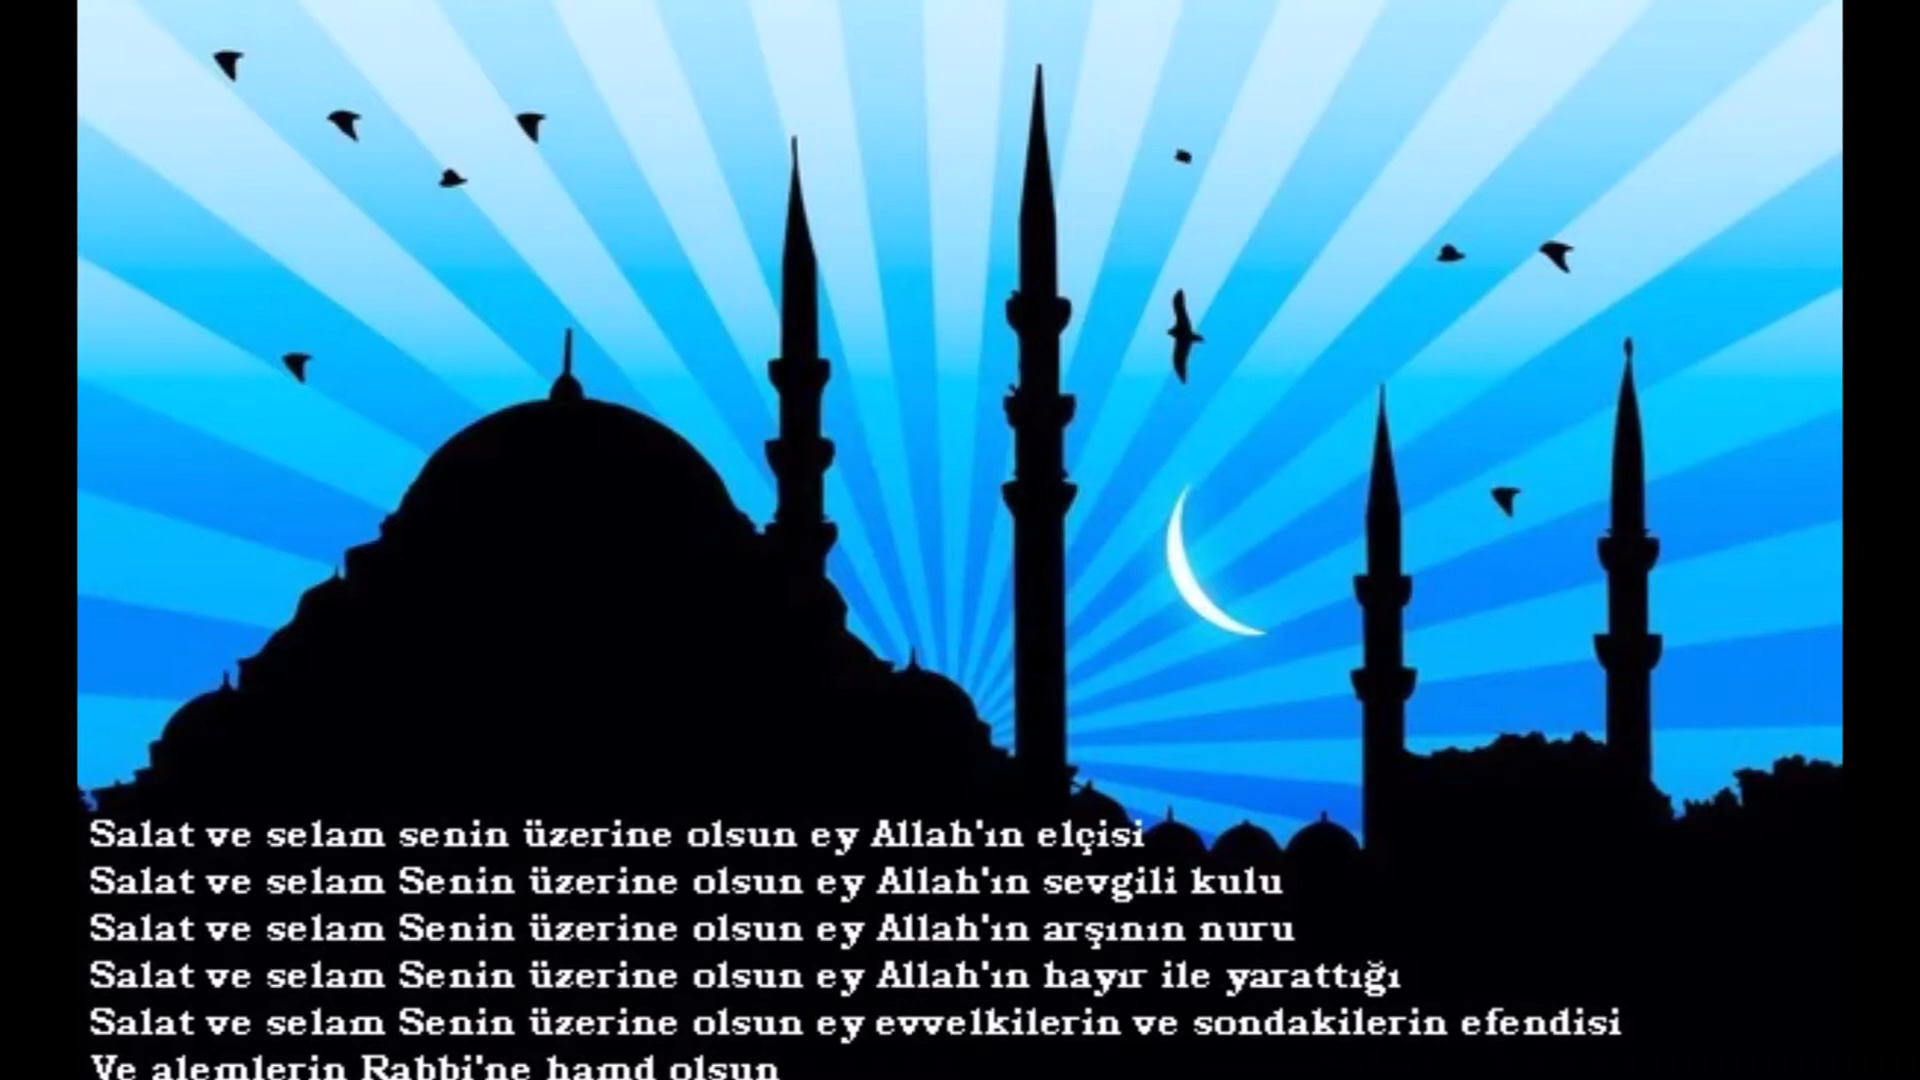 Salat ve selam senin üzerine olsun ey Allah'ın elçisi
Salat ve selam Senin üzerine olsun ey Allah'ın sevgili kulu
Salat ve selam Senin üzerine olsun ey Allah'ın arşının nuru
Salat ve selam Senin üzerine olsun ey Allah'ın hayır ile yarattığı
Salat ve selam Senin üzerine olsun ey evvelkilerin ve sondakilerin efendisi
Ve alemlerin Rabbi'ne hamd olsun